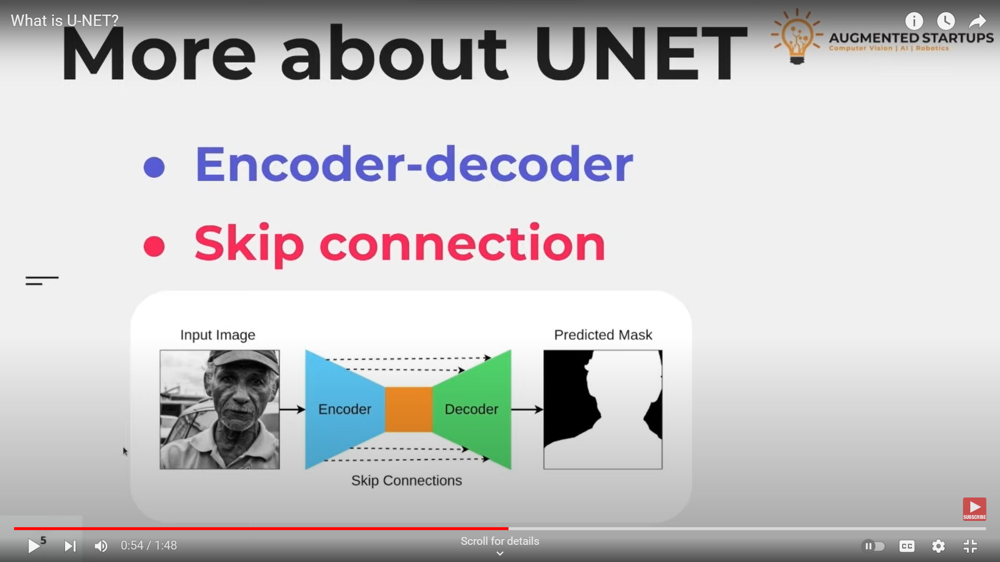 What is U-NET?
More about UNET
AUGMENTED STARTUPS
Computer Vision | AI | Robotics
Encoder-decoder
Skip connection
Input Image
Predicted Mask
Encoder
Decoder
Skip Connections
SUBSCRIBE
5
0:54 / 1:48
Scroll for details
CC